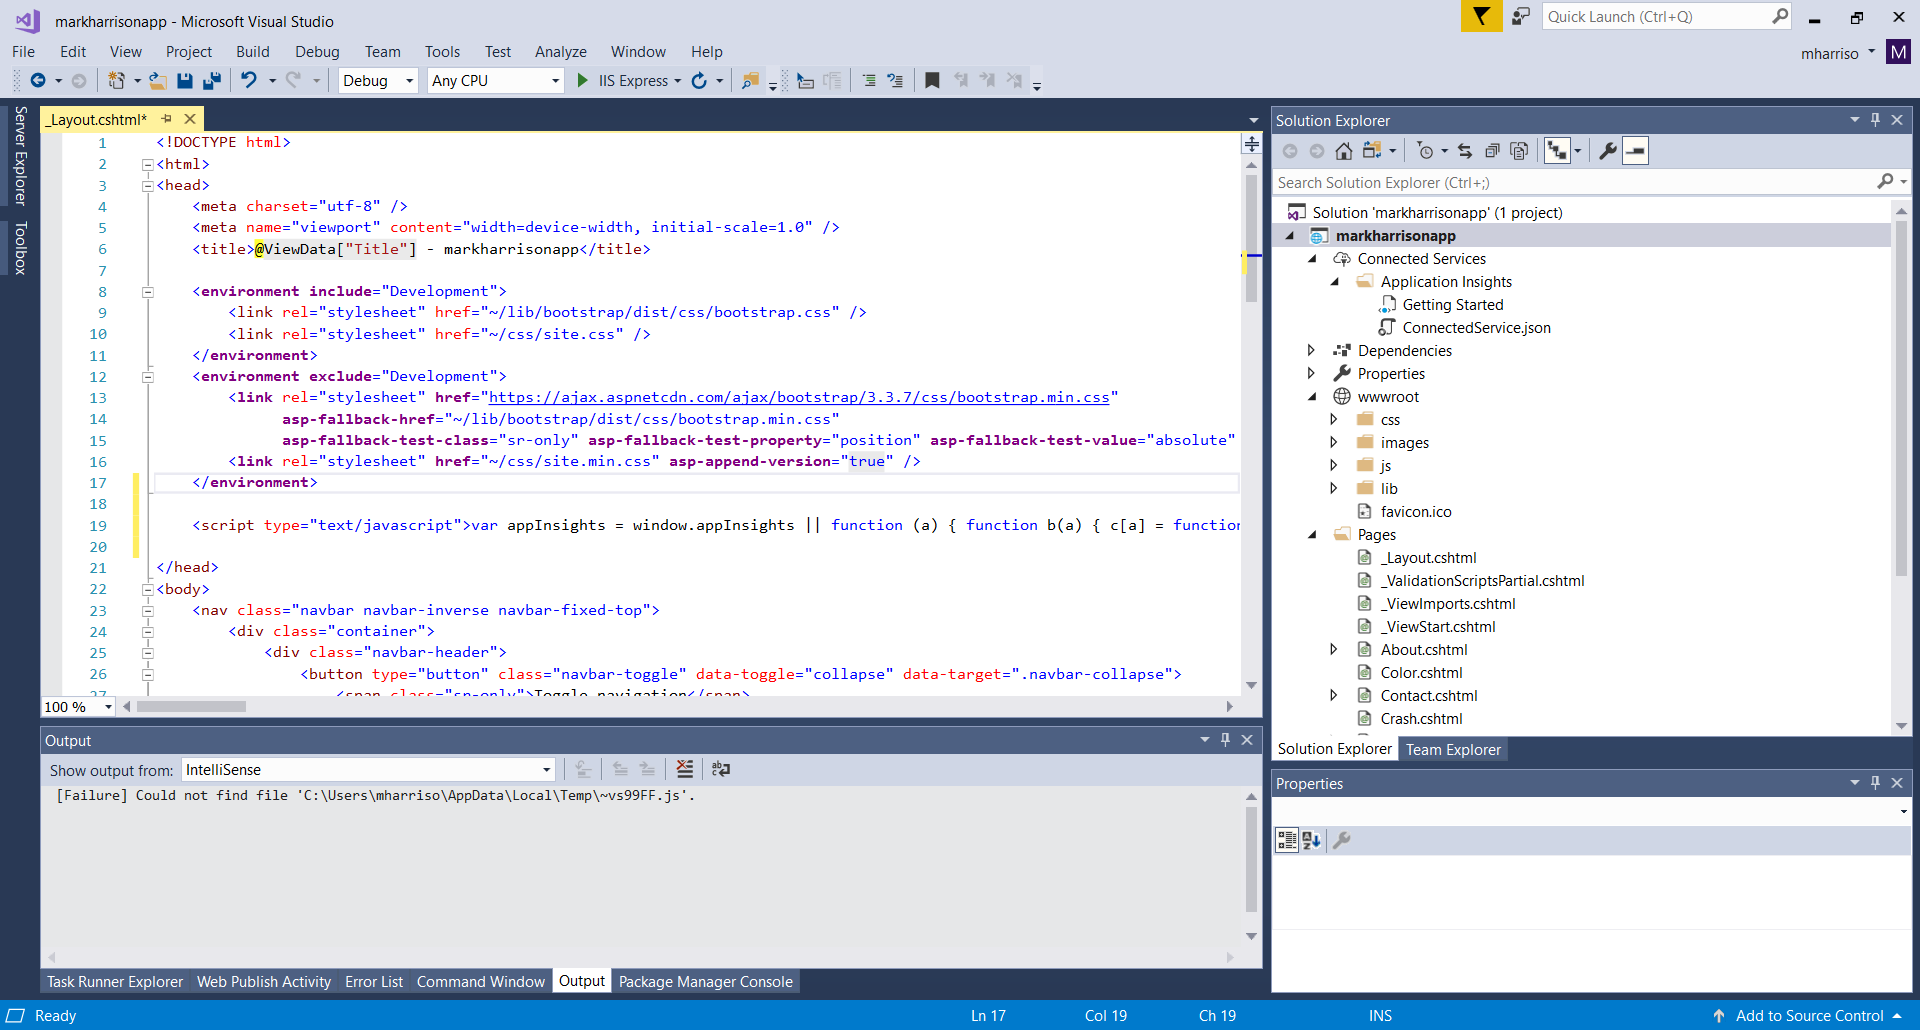 markharrisonapp - Microsoft Visual Studio
Quick Launch (Ctrl+Q)
File Edit View Project Build Debug Team Tools Test Analyze Window Help
mharriso M
Debug Any CPU IIS Express
Server Explorer
Toolbox
_Layout.cshtml*
1 <!DOCTYPE html>
2 <html>
3 <head>
4 <meta charset="utf-8" />
5 <meta name="viewport" content="width=device-width, initial-scale=1.0" />
6 <title>@ViewData["Title"] - markharrisonapp</title>
7
8 <environment include="Development">
9 <link rel="stylesheet" href="~/lib/bootstrap/dist/css/bootstrap.css" />
10 <link rel="stylesheet" href="~/css/site.css" />
11 </environment>
12 <environment exclude="Development">
13 <link rel="stylesheet" href="https://ajax.aspnetcdn.com/ajax/bootstrap/3.3.7/css/bootstrap.min.css"
14 asp-fallback-href="~/lib/bootstrap/dist/css/bootstrap.min.css"
15 asp-fallback-test-class="sr-only" asp-fallback-test-property="position" asp-fallback-test-value="absolute"
16 <link rel="stylesheet" href="~/css/site.min.css" asp-append-version="true" />
17 </environment>
18
19 <script type="text/javascript">var appInsights = window.appInsights || function (a) { function b(a) { c[a] = function
20
21 </head>
22 <body>
23 <nav class="navbar navbar-inverse navbar-fixed-top">
24 <div class="container">
25 <div class="navbar-header">
26 <button type="button" class="navbar-toggle" data-toggle="collapse" data-target=".navbar-collapse">
27 <span class="sr-only">Toggle navigation</span>
100 %
Output
Show output from: IntelliSense
[Failure] Could not find file 'C:\Users\mharriso\AppData\Local\Temp\~vs99FF.js'.
Task Runner Explorer Web Publish Activity Error List Command Window Output Package Manager Console
Solution Explorer
Search Solution Explorer (Ctrl+;)
Solution 'markharrisonapp' (1 project)
markharrisonapp
Connected Services
Application Insights
Getting Started
ConnectedService.json
Dependencies
Properties
wwwroot
css
images
js
lib
favicon.ico
Pages
_Layout.cshtml
_ValidationScriptsPartial.cshtml
_ViewImports.cshtml
_ViewStart.cshtml
About.cshtml
Color.cshtml
Contact.cshtml
Crash.cshtml
Solution Explorer Team Explorer
Properties
Ready Ln 17 Col 19 Ch 19 INS Add to Source Control